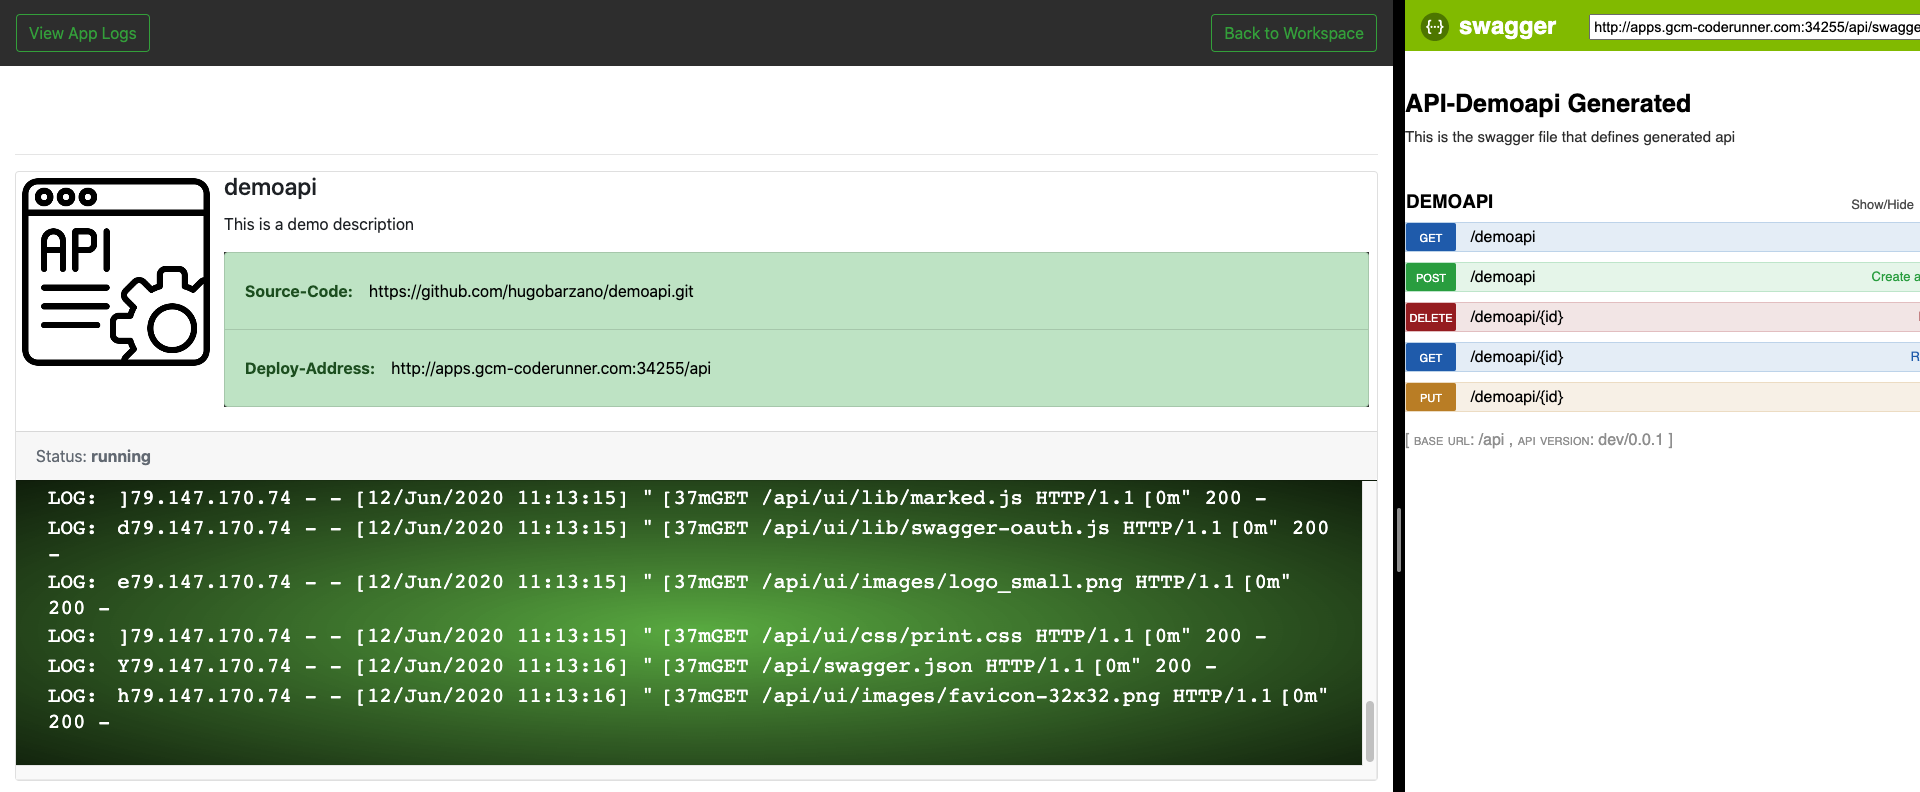 View App Logs
Back to Workspace
API
demoapi
This is a demo description
Source-Code: https://github.com/hugobarzano/demoapi.git
Deploy-Address: http://apps.gcm-coderunner.com:34255/api
Status: running
LOG: ]79.147.170.74 - - [12/Jun/2020 11:13:15] " [37mGET /api/ui/lib/marked.js HTTP/1.1 [0m" 200 -
LOG: d79.147.170.74 - - [12/Jun/2020 11:13:15] " [37mGET /api/ui/lib/swagger-oauth.js HTTP/1.1 [0m" 200
-
LOG: e79.147.170.74 - - [12/Jun/2020 11:13:15] " [37mGET /api/ui/images/logo_small.png HTTP/1.1 [0m"
200 -
LOG: ]79.147.170.74 - - [12/Jun/2020 11:13:15] " [37mGET /api/ui/css/print.css HTTP/1.1 [0m" 200 -
LOG: Y79.147.170.74 - - [12/Jun/2020 11:13:16] " [37mGET /api/swagger.json HTTP/1.1 [0m" 200 -
LOG: h79.147.170.74 - - [12/Jun/2020 11:13:16] " [37mGET /api/ui/images/favicon-32x32.png HTTP/1.1 [0m"
200 -
{··} swagger http://apps.gcm-coderunner.com:34255/api/swagge
API-Demoapi Generated
This is the swagger file that defines generated api
DEMOAPI Show/Hide
GET /demoapi
POST /demoapi Create a
DELETE /demoapi/{id}
GET /demoapi/{id} R
PUT /demoapi/{id}
[ BASE URL: /api , API VERSION: dev/0.0.1 ]